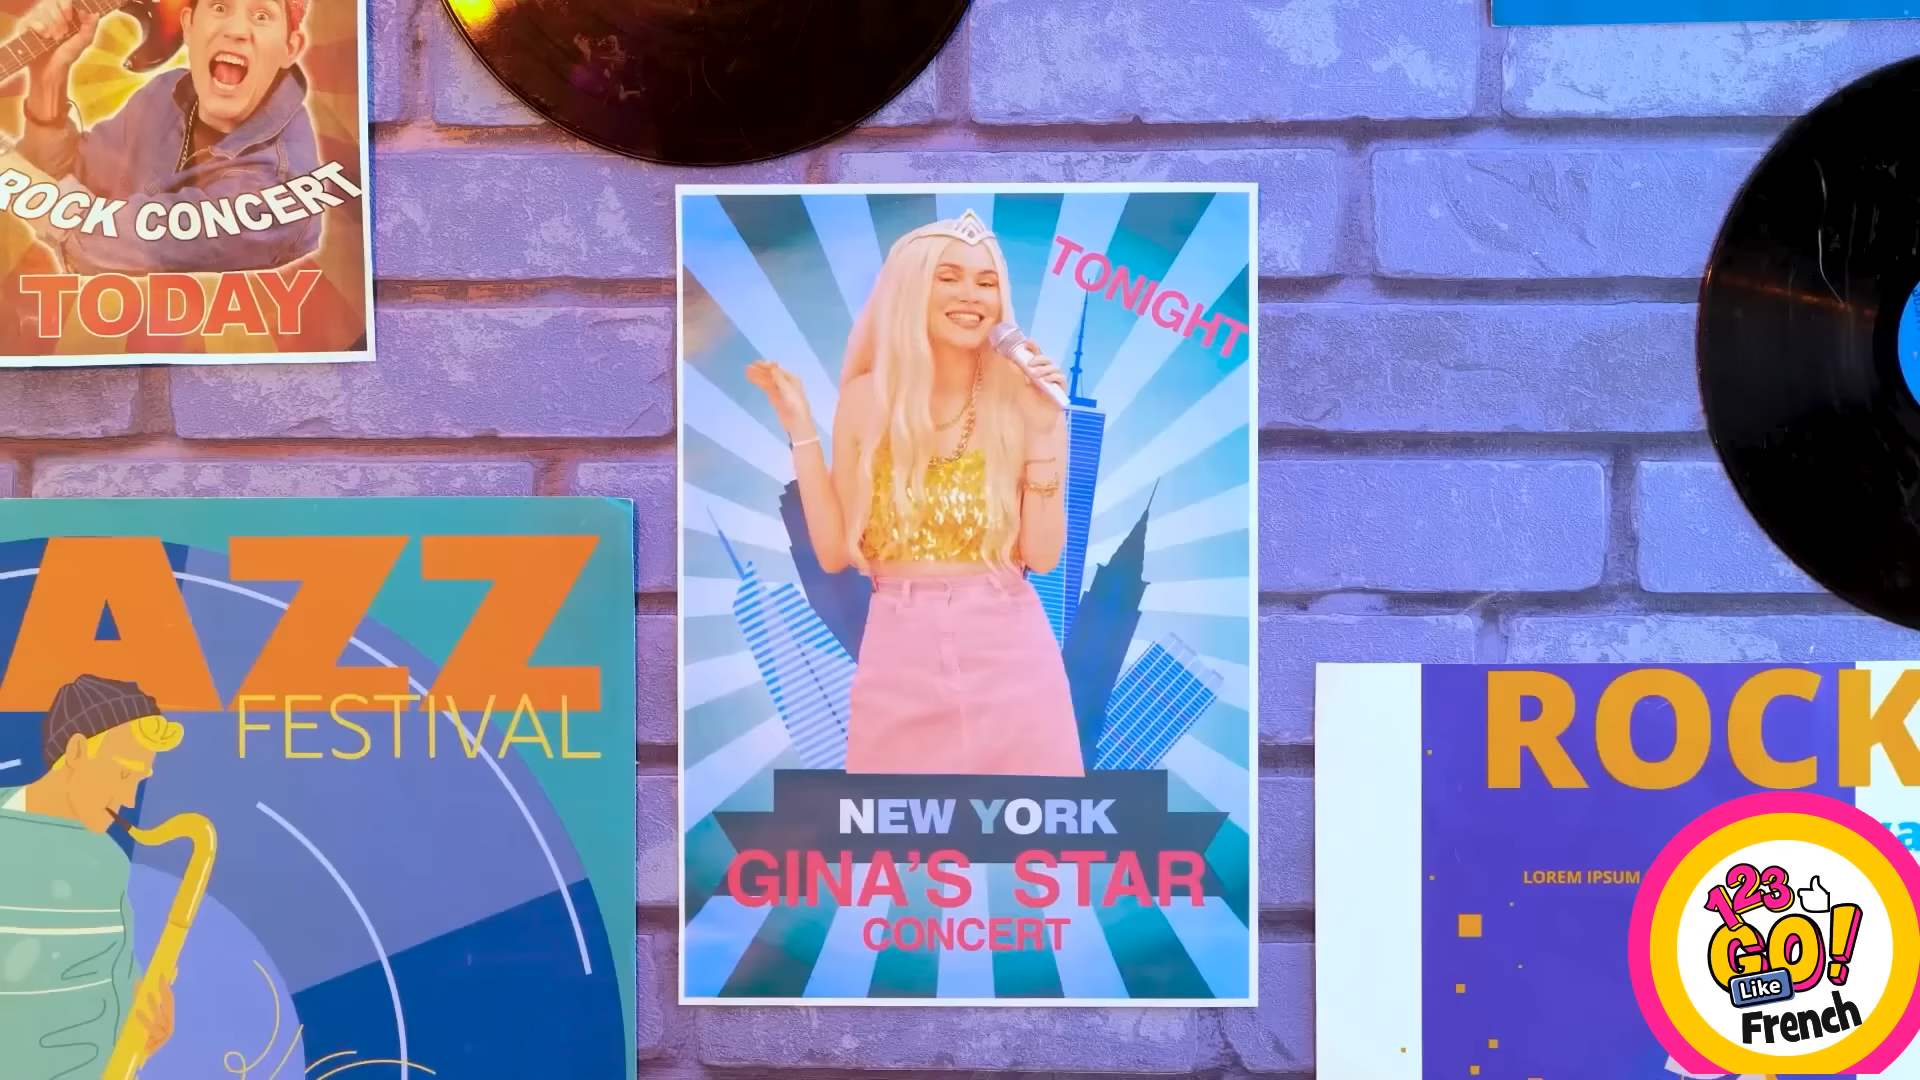 ROCK CONCERT
TODAY
TONIGHT
NEW YORK
GINA'S STAR
CONCERT
AZZ
FESTIVAL
ROCK
LOREM IPSUM
123
GO!
Like
French